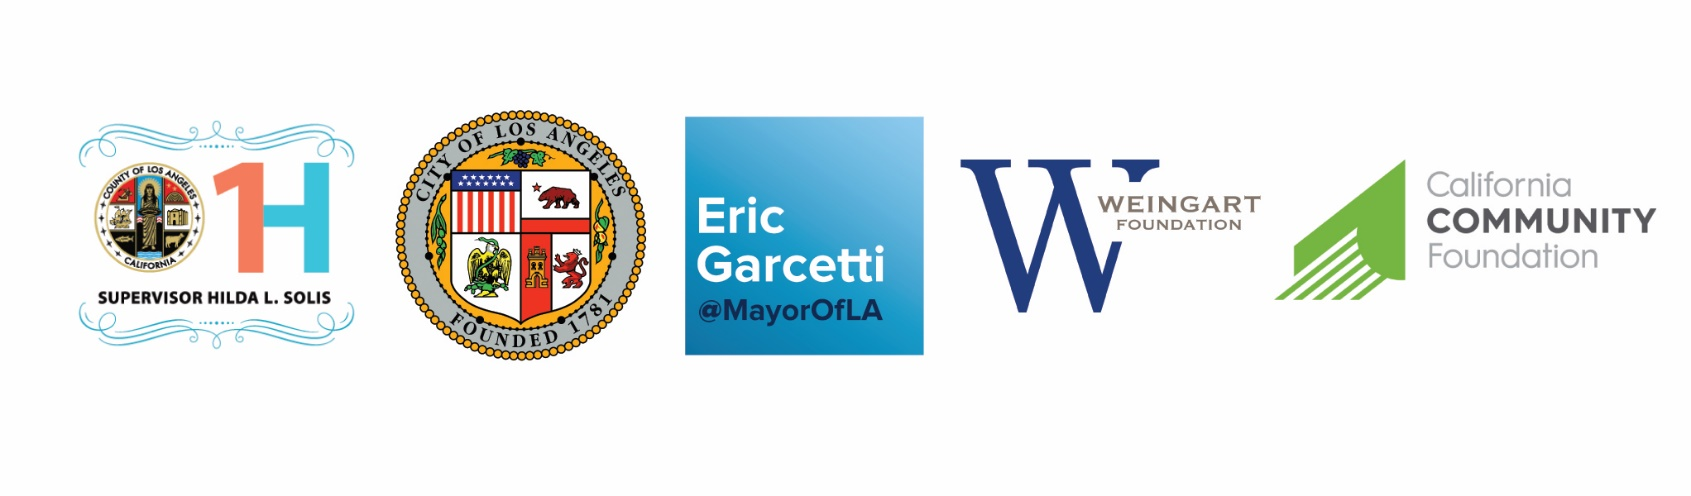 COUNTY OF LOS ANGELES
CALIFORNIA
1H
SUPERVISOR HILDA L. SOLIS
CITY OF LOS ANGELES
FOUNDED 1781
Eric
Garcetti
@MayorOfLA
W
WEINGART
FOUNDATION
California
COMMUNITY
Foundation